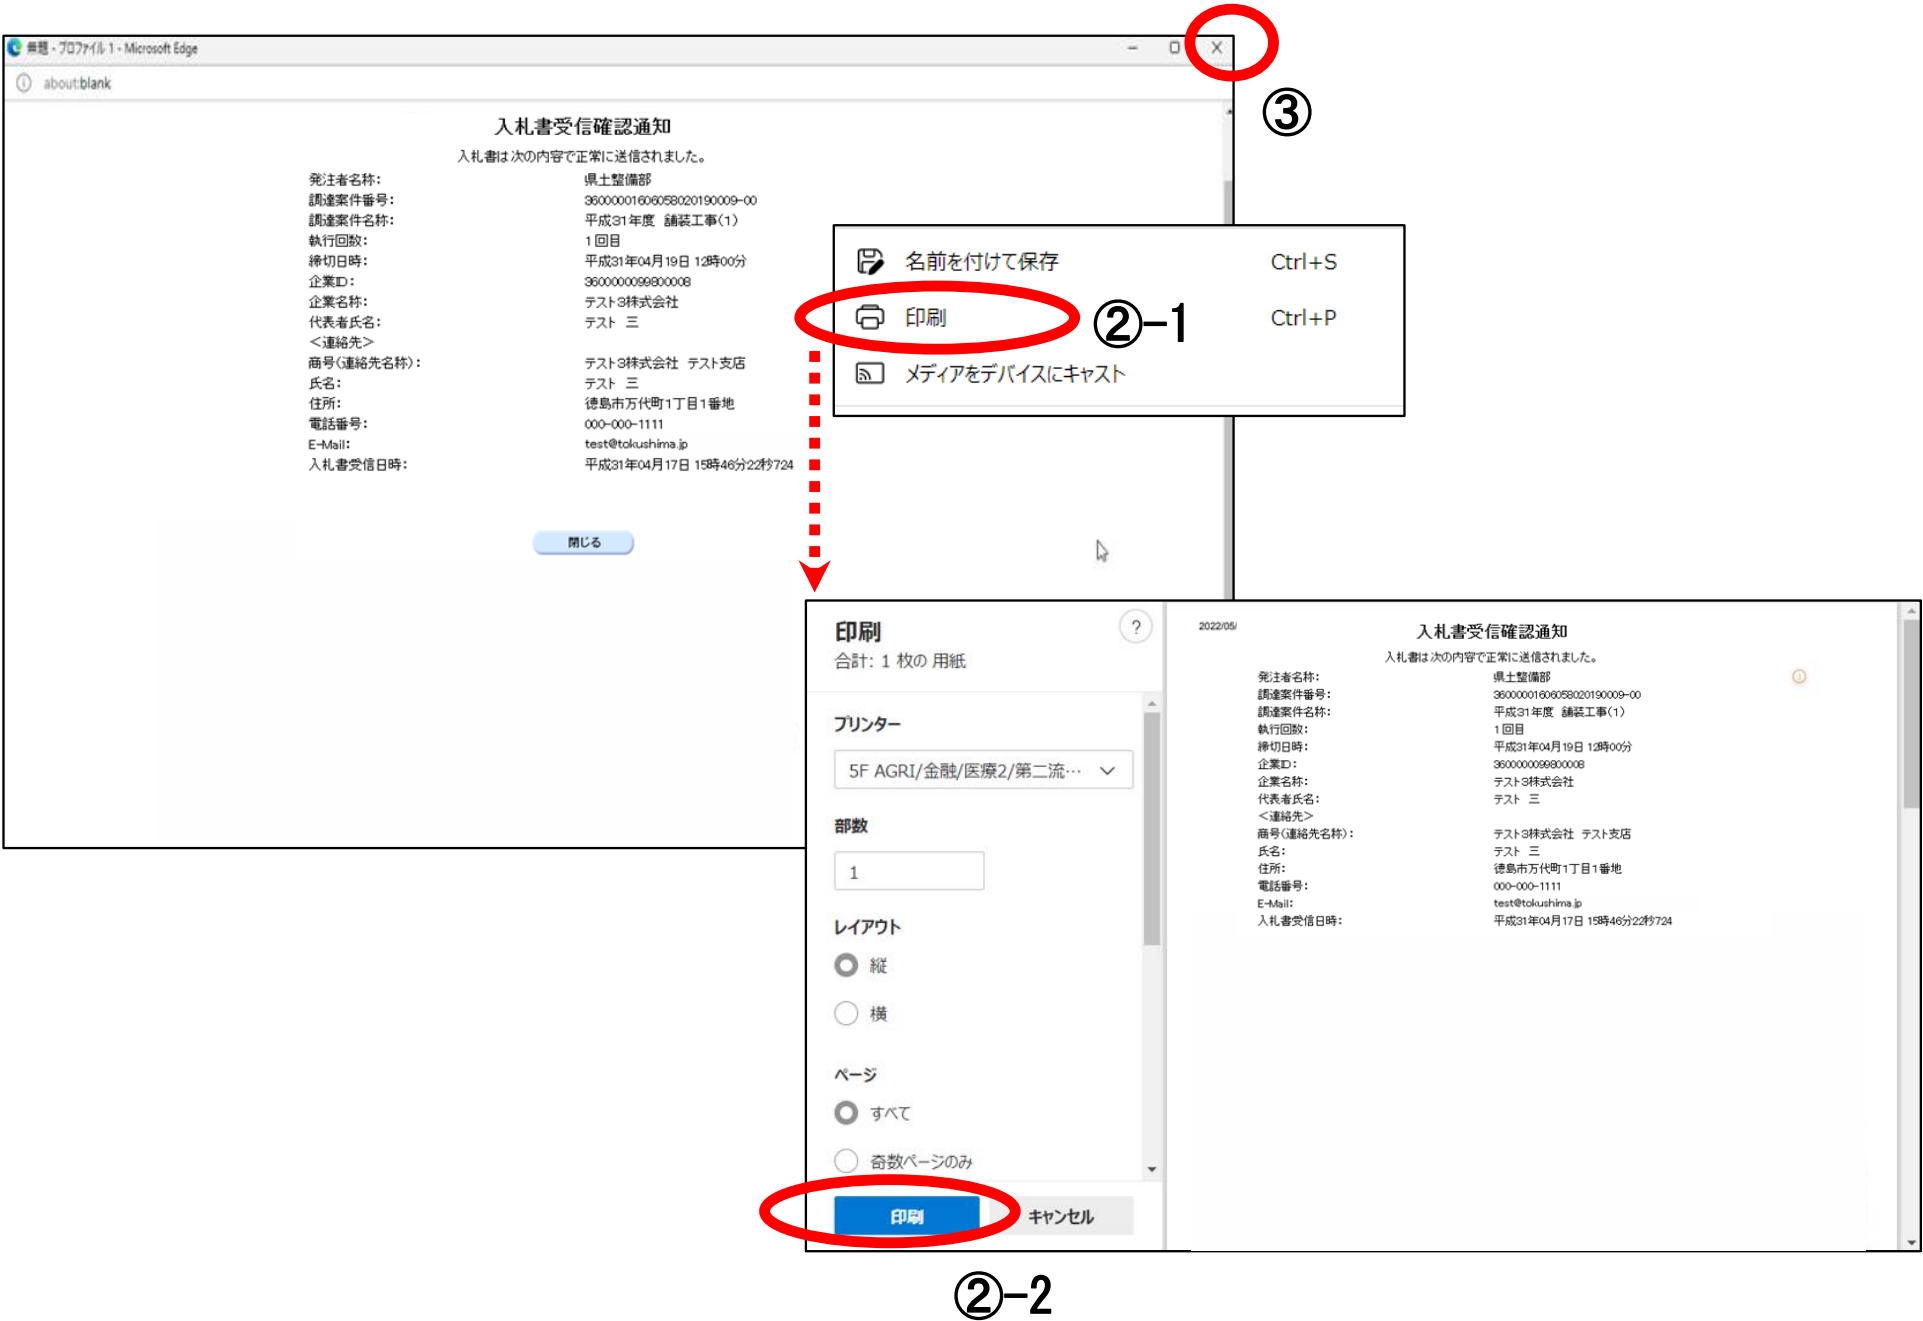 無題 - プロファイル 1 - Microsoft Edge
about:blank
③
入札書受信確認通知
入札書は次の内容で正常に送信されました。
発注者名称： 県土整備部
調達案件番号： 36000001606058020190009-00
調達案件名称： 平成31年度 舗装工事(1)
執行回数： 1回目
締切日時： 平成31年04月19日 12時00分
企業ID： 3600000099800008
企業名称： テスト3株式会社
代表者氏名： テスト 三
＜連絡先＞
商号(連絡先名称)： テスト3株式会社 テスト支店
氏名： テスト 三
住所： 徳島市万代町1丁目1番地
電話番号： 000-000-1111
E-Mail： test@tokushima.jp
入札書受信日時： 平成31年04月17日 15時46分22秒724
閉じる
名前を付けて保存 Ctrl+S
印刷 ②-1 Ctrl+P
メディアをデバイスにキャスト
印刷
?
合計: 1 枚の 用紙
プリンター
5F AGRI/金融/医療2/第二流…
部数
1
レイアウト
縦
横
ページ
すべて
奇数ページのみ
印刷 キャンセル
2022/05/
入札書受信確認通知
入札書は次の内容で正常に送信されました。
発注者名称： 県土整備部
調達案件番号： 36000001606058020190009-00
調達案件名称： 平成31年度 舗装工事(1)
執行回数： 1回目
締切日時： 平成31年04月19日 12時00分
企業ID： 3600000099800008
企業名称： テスト3株式会社
代表者氏名： テスト 三
＜連絡先＞
商号(連絡先名称)： テスト3株式会社 テスト支店
氏名： テスト 三
住所： 徳島市万代町1丁目1番地
電話番号： 000-000-1111
E-Mail： test@tokushima.jp
入札書受信日時： 平成31年04月17日 15時46分22秒724
②-2